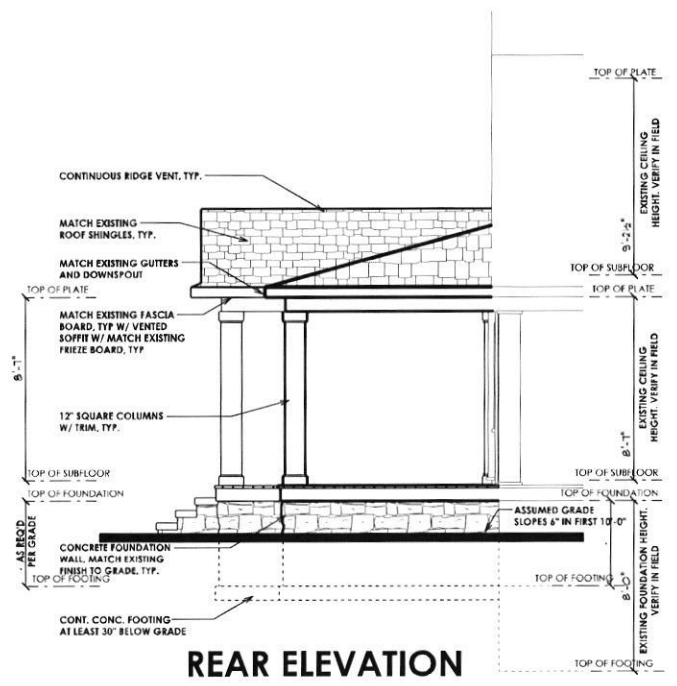 TOP OF PLATE
EXISTING CEILING
HEIGHT. VERIFY IN FIELD
9'-2½"
CONTINUOUS RIDGE VENT, TYP.
MATCH EXISTING
ROOF SHINGLES, TYP.
MATCH EXISTING GUTTERS
AND DOWNSPOUT
TOP OF SUBFLOOR
TOP OF PLATE
TOP OF PLATE
MATCH EXISTING FASCIA
BOARD, TYP W/ VENTED
SOFFIT W/ MATCH EXISTING
FRIEZE BOARD, TYP
8'-7"
EXISTING CEILING
HEIGHT. VERIFY IN FIELD
8'-7"
12" SQUARE COLUMNS
W/ TRIM, TYP.
TOP OF SUBFLOOR
TOP OF SUBFLOOR
TOP OF FOUNDATION
TOP OF FOUNDATION
ASSUMED GRADE
SLOPES 6" IN FIRST 10'-0"
AS REQ'D
PER GRADE
CONCRETE FOUNDATION
WALL, MATCH EXISTING
FINISH TO GRADE, TYP.
EXISTING FOUNDATION HEIGHT.
VERIFY IN FIELD
8'-0"
TOP OF FOOTING
TOP OF FOOTING
CONT. CONC. FOOTING
AT LEAST 30" BELOW GRADE
TOP OF FOOTING
REAR ELEVATION